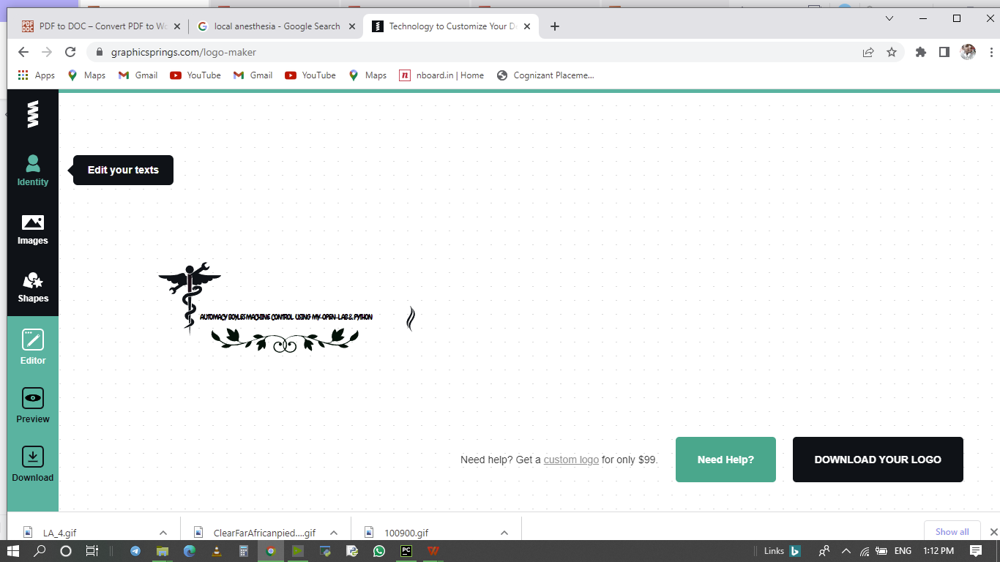 PDF to DOC – Convert PDF to Wo
local anesthesia - Google Search
Technology to Customize Your De
graphicsprings.com/logo-maker
Apps
Maps
Gmail
YouTube
Gmail
YouTube
Maps
nboard.in | Home
Cognizant Placeme...
Identity
Edit your texts
Images
Shapes
AUTOMACY BOYLES MACHINE CONTROL USING MY-OPEN-LAB & PYTHON
Editor
Preview
Download
Need help? Get a custom logo for only $99.
Need Help?
DOWNLOAD YOUR LOGO
LA_4.gif
ClearFarAfricanpied....gif
100900.gif
Show all
Links
ENG
1:12 PM